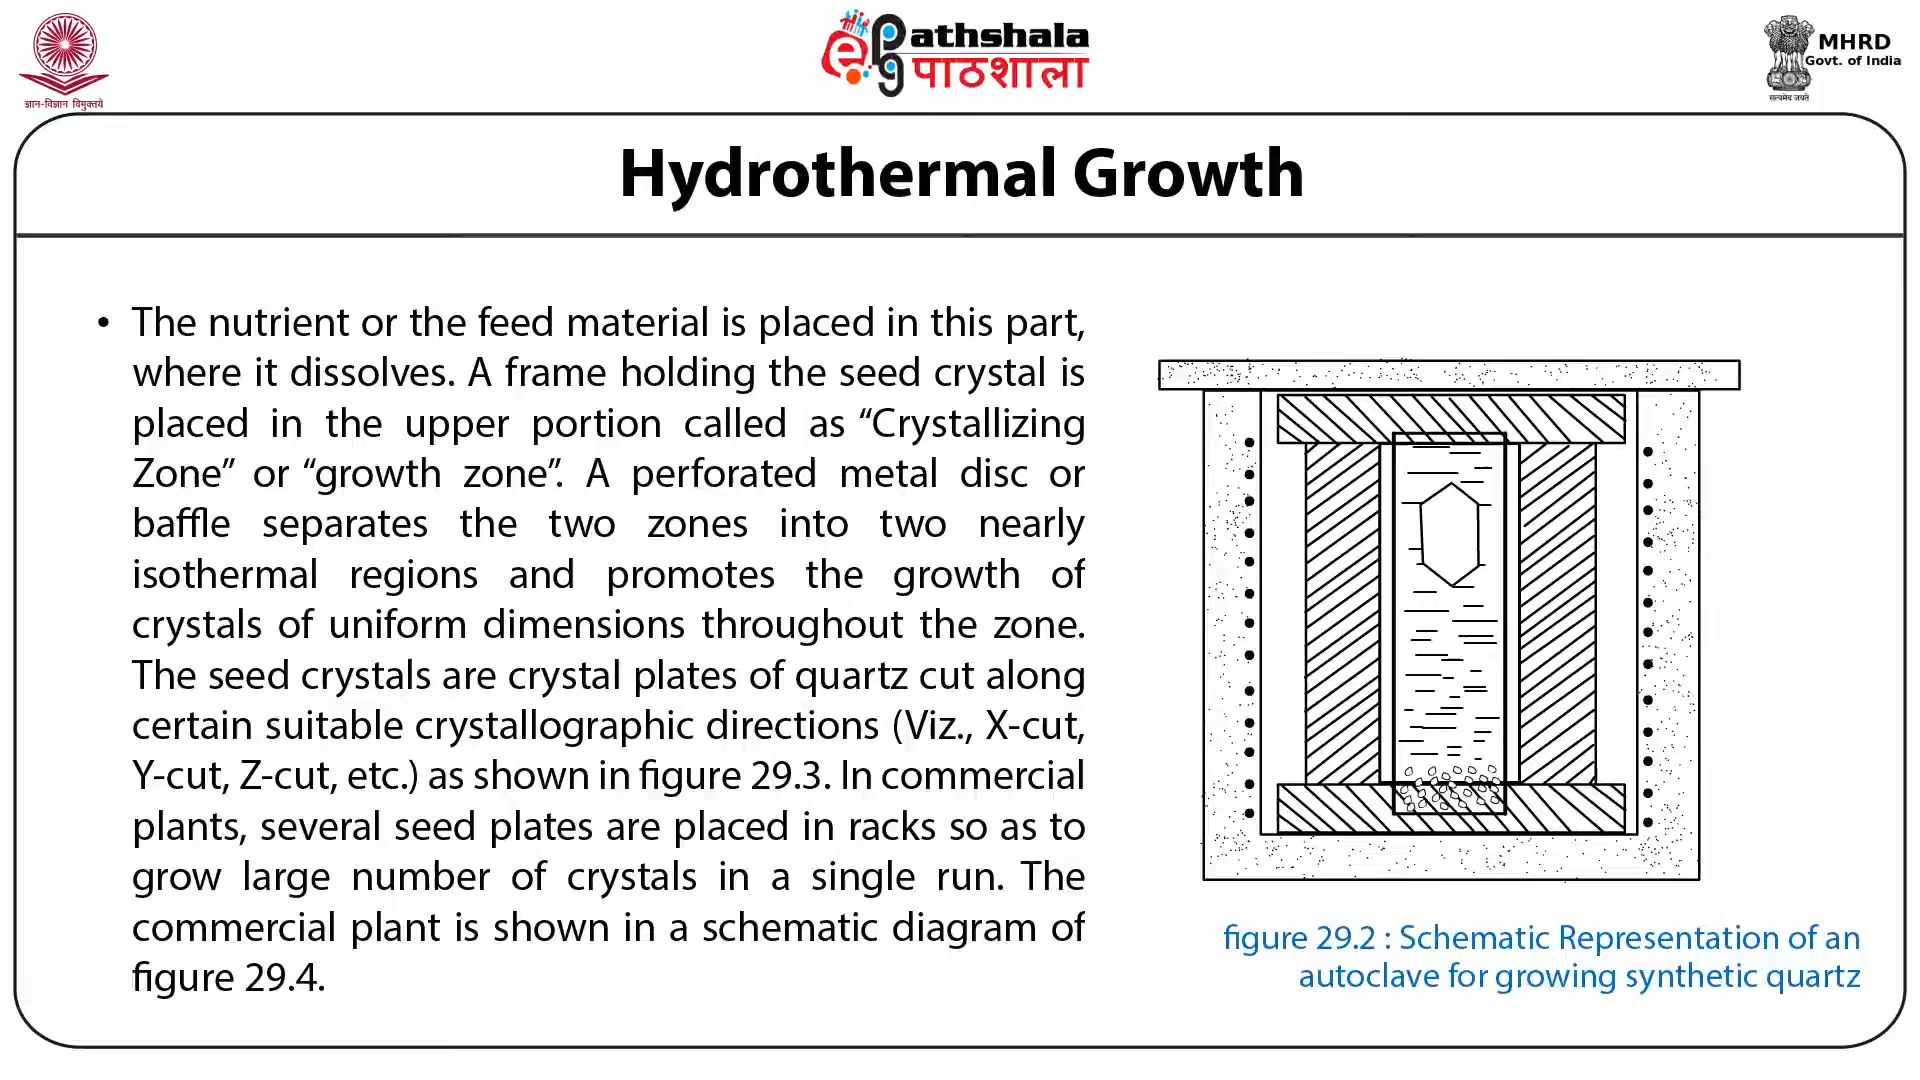 ज्ञान-विज्ञान विमुक्तये
ePathshala
पाठशाला
MHRD
Govt. of India
सत्यमेव जयते
Hydrothermal Growth
• The nutrient or the feed material is placed in this part,
where it dissolves. A frame holding the seed crystal is
placed in the upper portion called as “Crystallizing
Zone” or “growth zone”. A perforated metal disc or
baffle separates the two zones into two nearly
isothermal regions and promotes the growth of
crystals of uniform dimensions throughout the zone.
The seed crystals are crystal plates of quartz cut along
certain suitable crystallographic directions (Viz., X-cut,
Y-cut, Z-cut, etc.) as shown in figure 29.3. In commercial
plants, several seed plates are placed in racks so as to
grow large number of crystals in a single run. The
commercial plant is shown in a schematic diagram of
figure 29.4.
figure 29.2 : Schematic Representation of an
autoclave for growing synthetic quartz